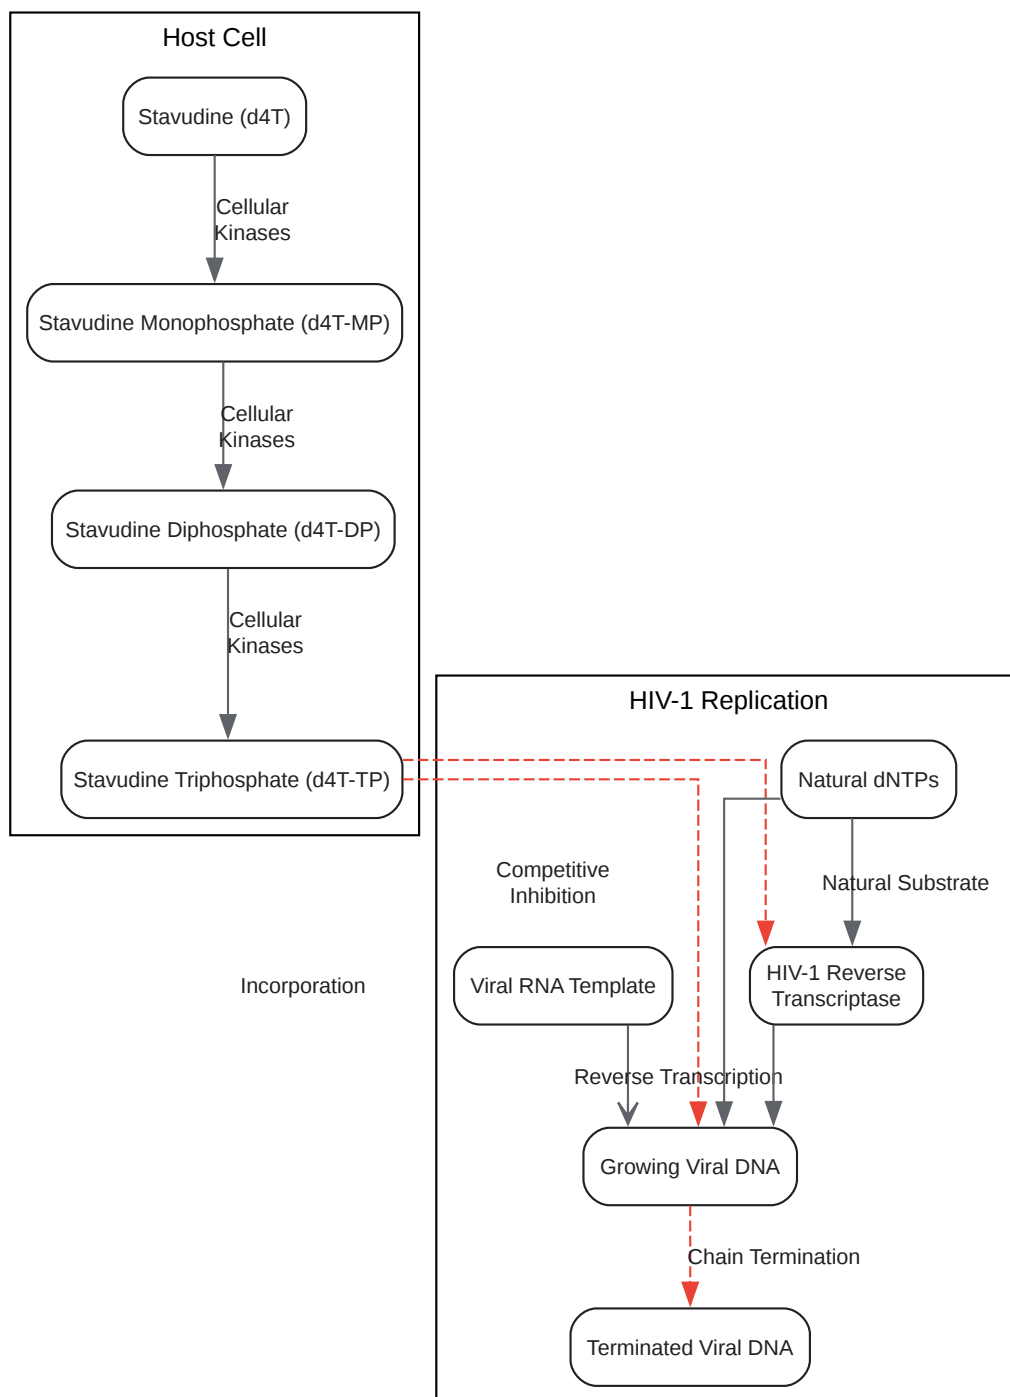 Host Cell
Stavudine (d4T)
Cellular
Kinases
Stavudine Monophosphate (d4T-MP)
Cellular
Kinases
Stavudine Diphosphate (d4T-DP)
Cellular
Kinases
Stavudine Triphosphate (d4T-TP)
HIV-1 Replication
Natural dNTPs
Competitive
Inhibition
Natural Substrate
Incorporation
Viral RNA Template
HIV-1 Reverse
Transcriptase
Reverse Transcription
Growing Viral DNA
Chain Termination
Terminated Viral DNA